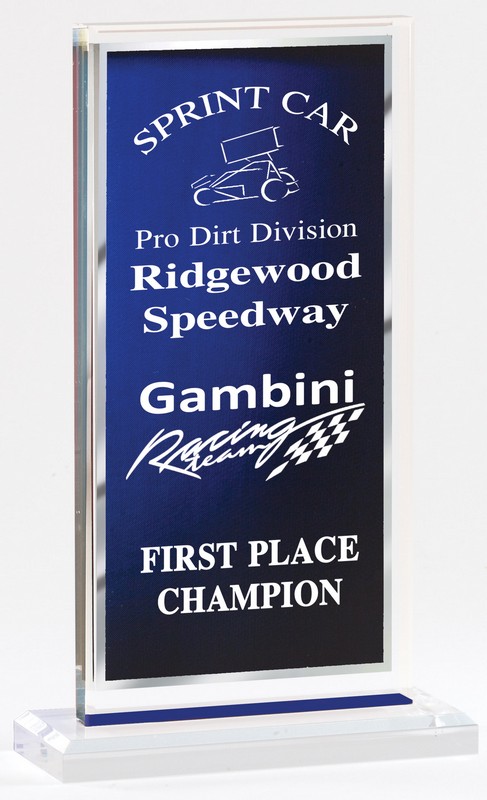 SPRINT CAR
Pro Dirt Division
Ridgewood
Speedway
Gambini
Racing
team
FIRST PLACE
CHAMPION